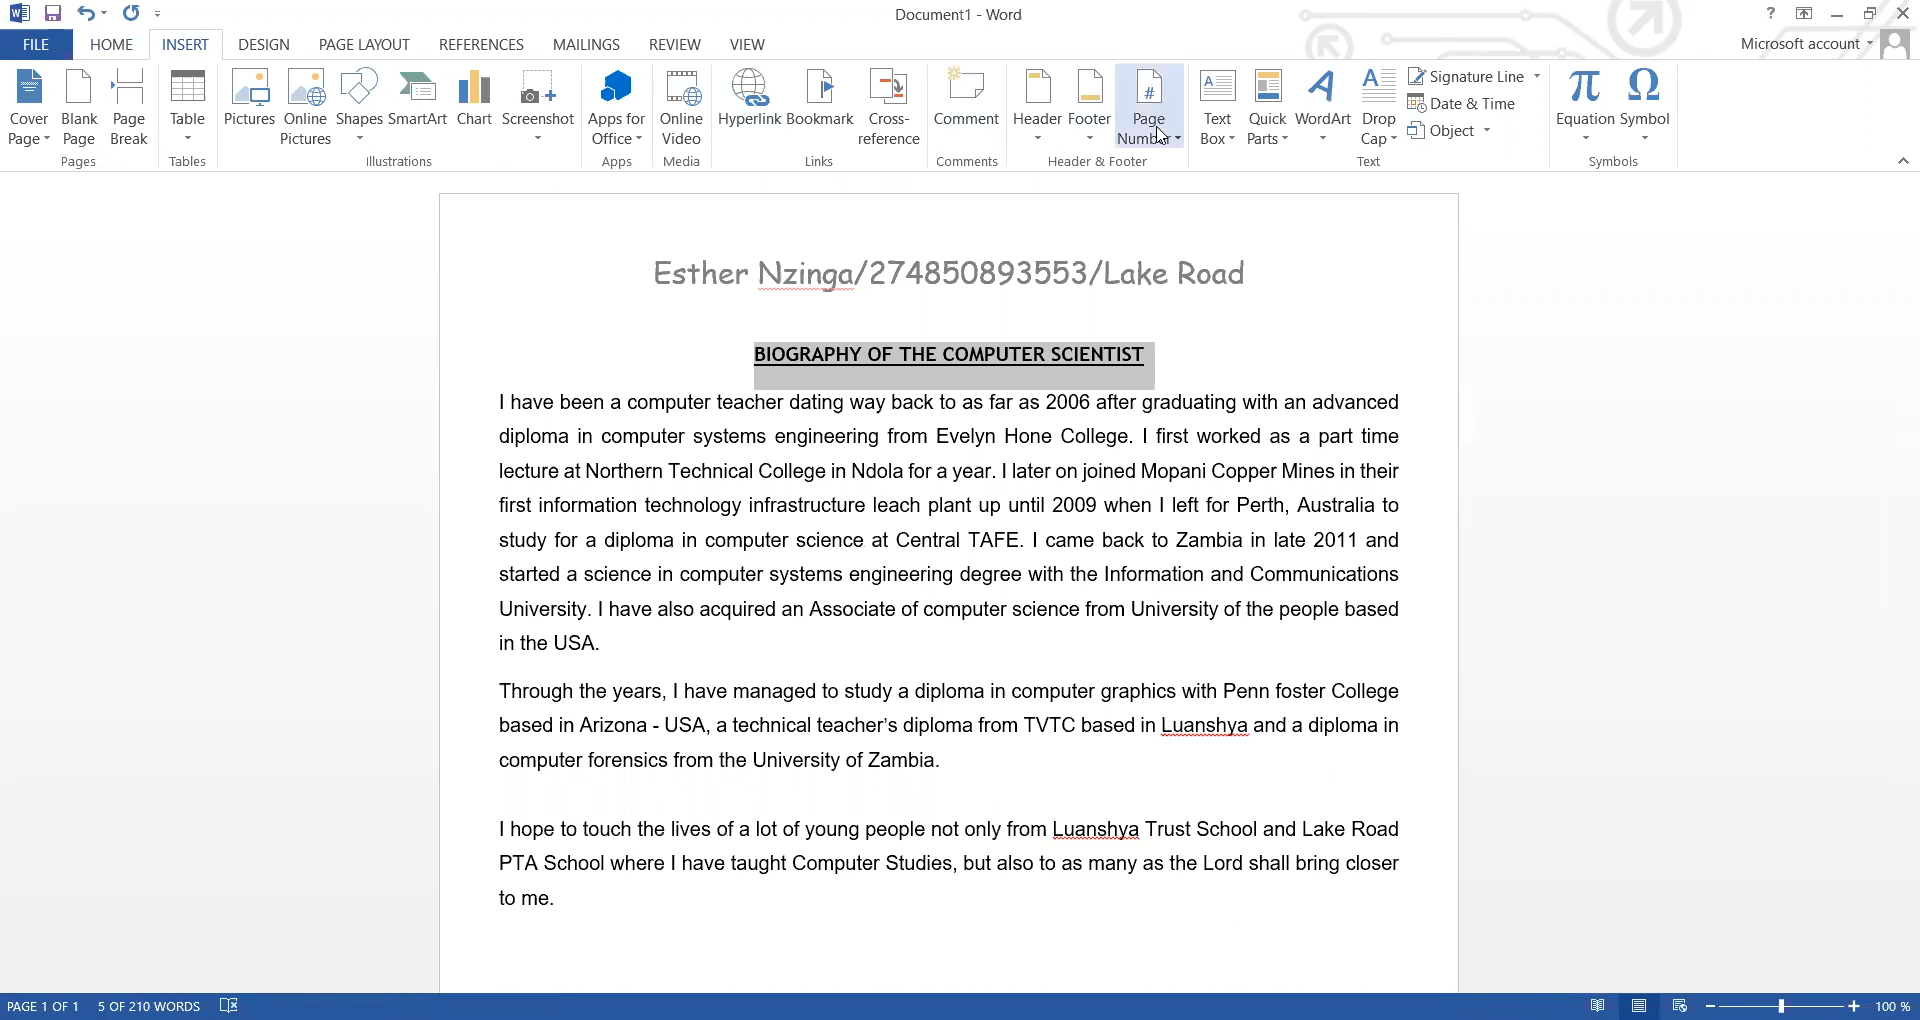 Document1 - Word
Microsoft account
FILE HOME INSERT DESIGN PAGE LAYOUT REFERENCES MAILINGS REVIEW VIEW
Cover Page
Blank Page
Page Break
Pages
Table
Tables
Pictures
Online Pictures
Shapes
SmartArt
Chart
Screenshot
Illustrations
Apps for Office
Apps
Online Video
Media
Hyperlink
Bookmark
Cross-reference
Links
Comment
Comments
Header
Footer
Page Number
Header & Footer
Text Box
Quick Parts
WordArt
Drop Cap
Signature Line
Date & Time
Object
Text
Equation
Symbol
Symbols
Esther Nzinga/274850893553/Lake Road
BIOGRAPHY OF THE COMPUTER SCIENTIST
I have been a computer teacher dating way back to as far as 2006 after graduating with an advanced
diploma in computer systems engineering from Evelyn Hone College. I first worked as a part time
lecture at Northern Technical College in Ndola for a year. I later on joined Mopani Copper Mines in their
first information technology infrastructure leach plant up until 2009 when I left for Perth, Australia to
study for a diploma in computer science at Central TAFE. I came back to Zambia in late 2011 and
started a science in computer systems engineering degree with the Information and Communications
University. I have also acquired an Associate of computer science from University of the people based
in the USA.
Through the years, I have managed to study a diploma in computer graphics with Penn foster College
based in Arizona - USA, a technical teacher’s diploma from TVTC based in Luanshya and a diploma in
computer forensics from the University of Zambia.
I hope to touch the lives of a lot of young people not only from Luanshya Trust School and Lake Road
PTA School where I have taught Computer Studies, but also to as many as the Lord shall bring closer
to me.
PAGE 1 OF 1 5 OF 210 WORDS
100 %